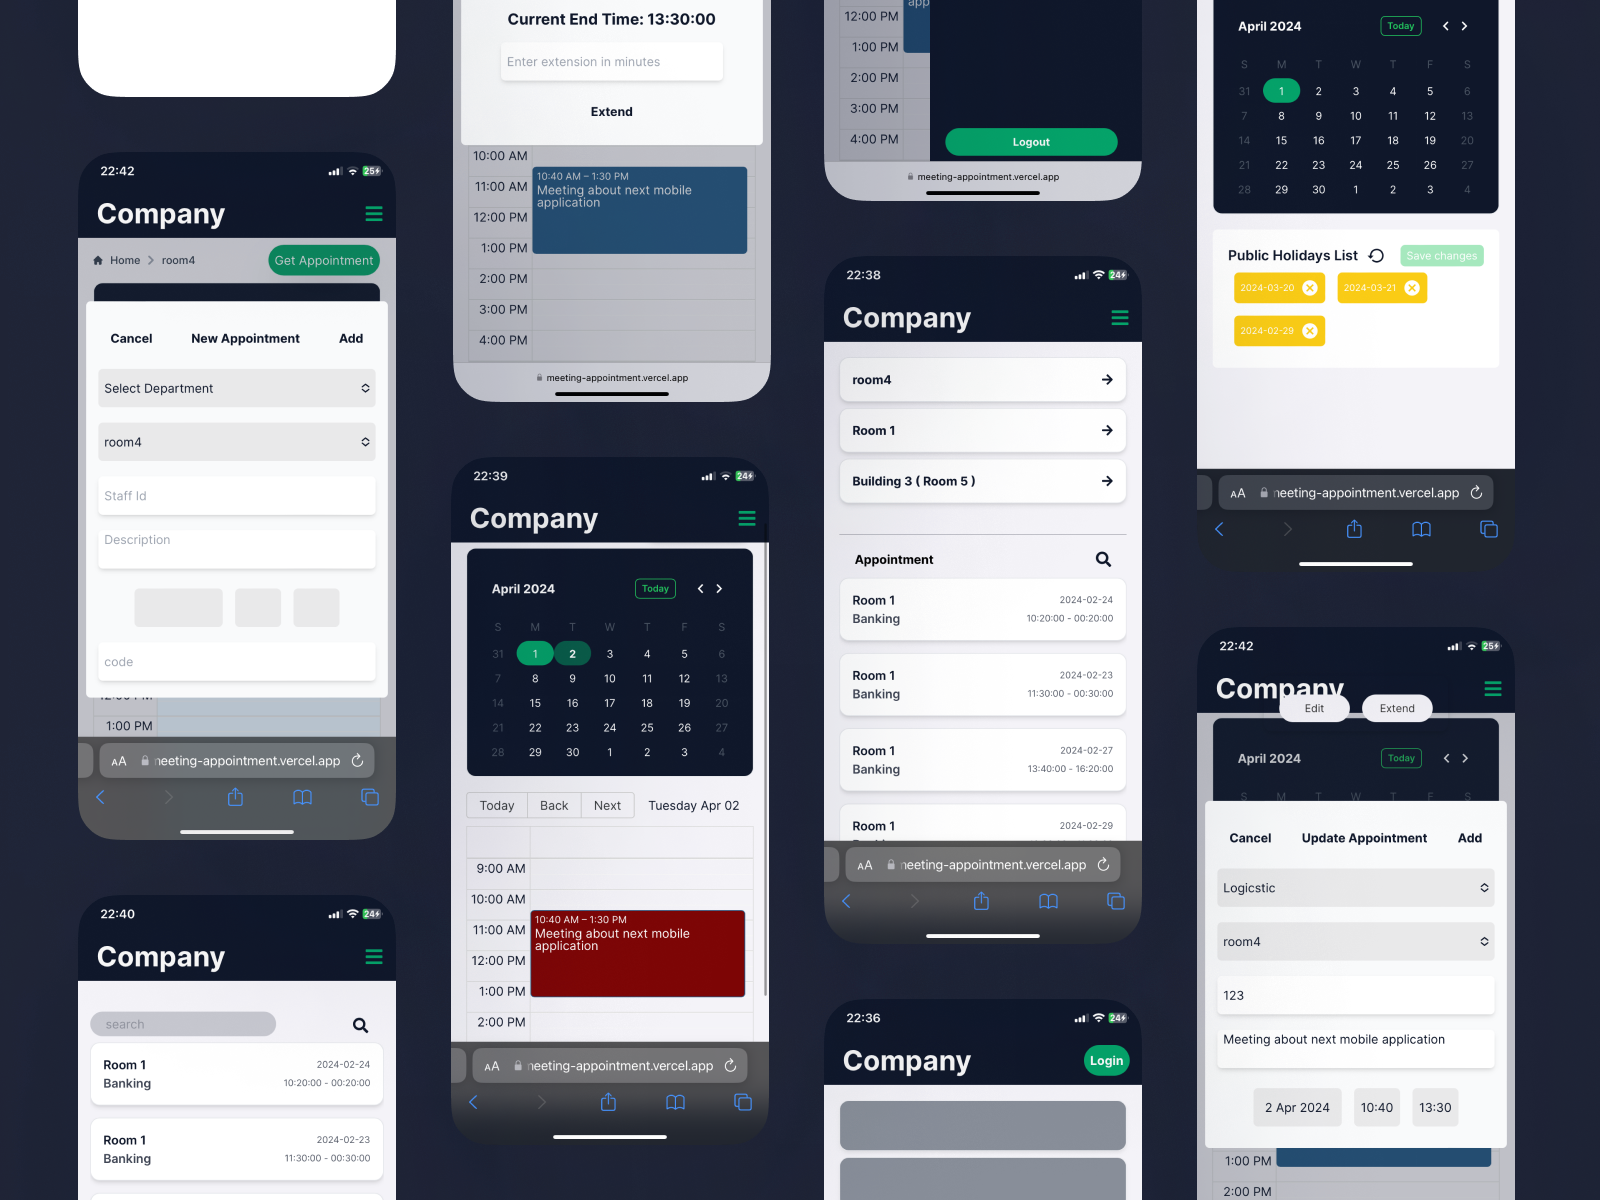 22:42
25
Company
Home
room4
Get Appointment
Cancel
New Appointment
Add
Select Department
room4
Staff Id
Description
code
1:00 PM
AA
neeting-appointment.vercel.app
22:40
24
Company
search
Room 1
2024-02-24
Banking
10:20:00 - 00:20:00
Room 1
2024-02-23
Banking
11:30:00 - 00:30:00
Current End Time: 13:30:00
Enter extension in minutes
Extend
10:00 AM
10:40 AM – 1:30 PM
11:00 AM
Meeting about next mobile
application
12:00 PM
1:00 PM
2:00 PM
3:00 PM
4:00 PM
meeting-appointment.vercel.app
22:39
24
Company
April 2024
Today
S M T W T F S
31 1 2 3 4 5 6
7 8 9 10 11 12 13
14 15 16 17 18 19 20
21 22 23 24 25 26 27
28 29 30 1 2 3 4
Today
Back
Next
Tuesday Apr 02
9:00 AM
10:00 AM
10:40 AM – 1:30 PM
11:00 AM
Meeting about next mobile
application
12:00 PM
1:00 PM
2:00 PM
AA
neeting-appointment.vercel.app
app
12:00 PM
1:00 PM
2:00 PM
3:00 PM
4:00 PM
Logout
meeting-appointment.vercel.app
22:38
24
Company
room4
Room 1
Building 3 ( Room 5 )
Appointment
Room 1
2024-02-24
Banking
10:20:00 - 00:20:00
Room 1
2024-02-23
Banking
11:30:00 - 00:30:00
Room 1
2024-02-27
Banking
13:40:00 - 16:20:00
Room 1
2024-02-29
AA
neeting-appointment.vercel.app
22:36
24
Company
Login
April 2024
Today
S M T W T F S
31 1 2 3 4 5 6
7 8 9 10 11 12 13
14 15 16 17 18 19 20
21 22 23 24 25 26 27
28 29 30 1 2 3 4
Public Holidays List
Save changes
2024-03-20
2024-03-21
2024-02-29
AA
neeting-appointment.vercel.app
22:42
25
Company
Edit
Extend
April 2024
Today
S M T W T F S
Cancel
Update Appointment
Add
Logicstic
room4
123
Meeting about next mobile application
2 Apr 2024
10:40
13:30
1:00 PM
2:00 PM